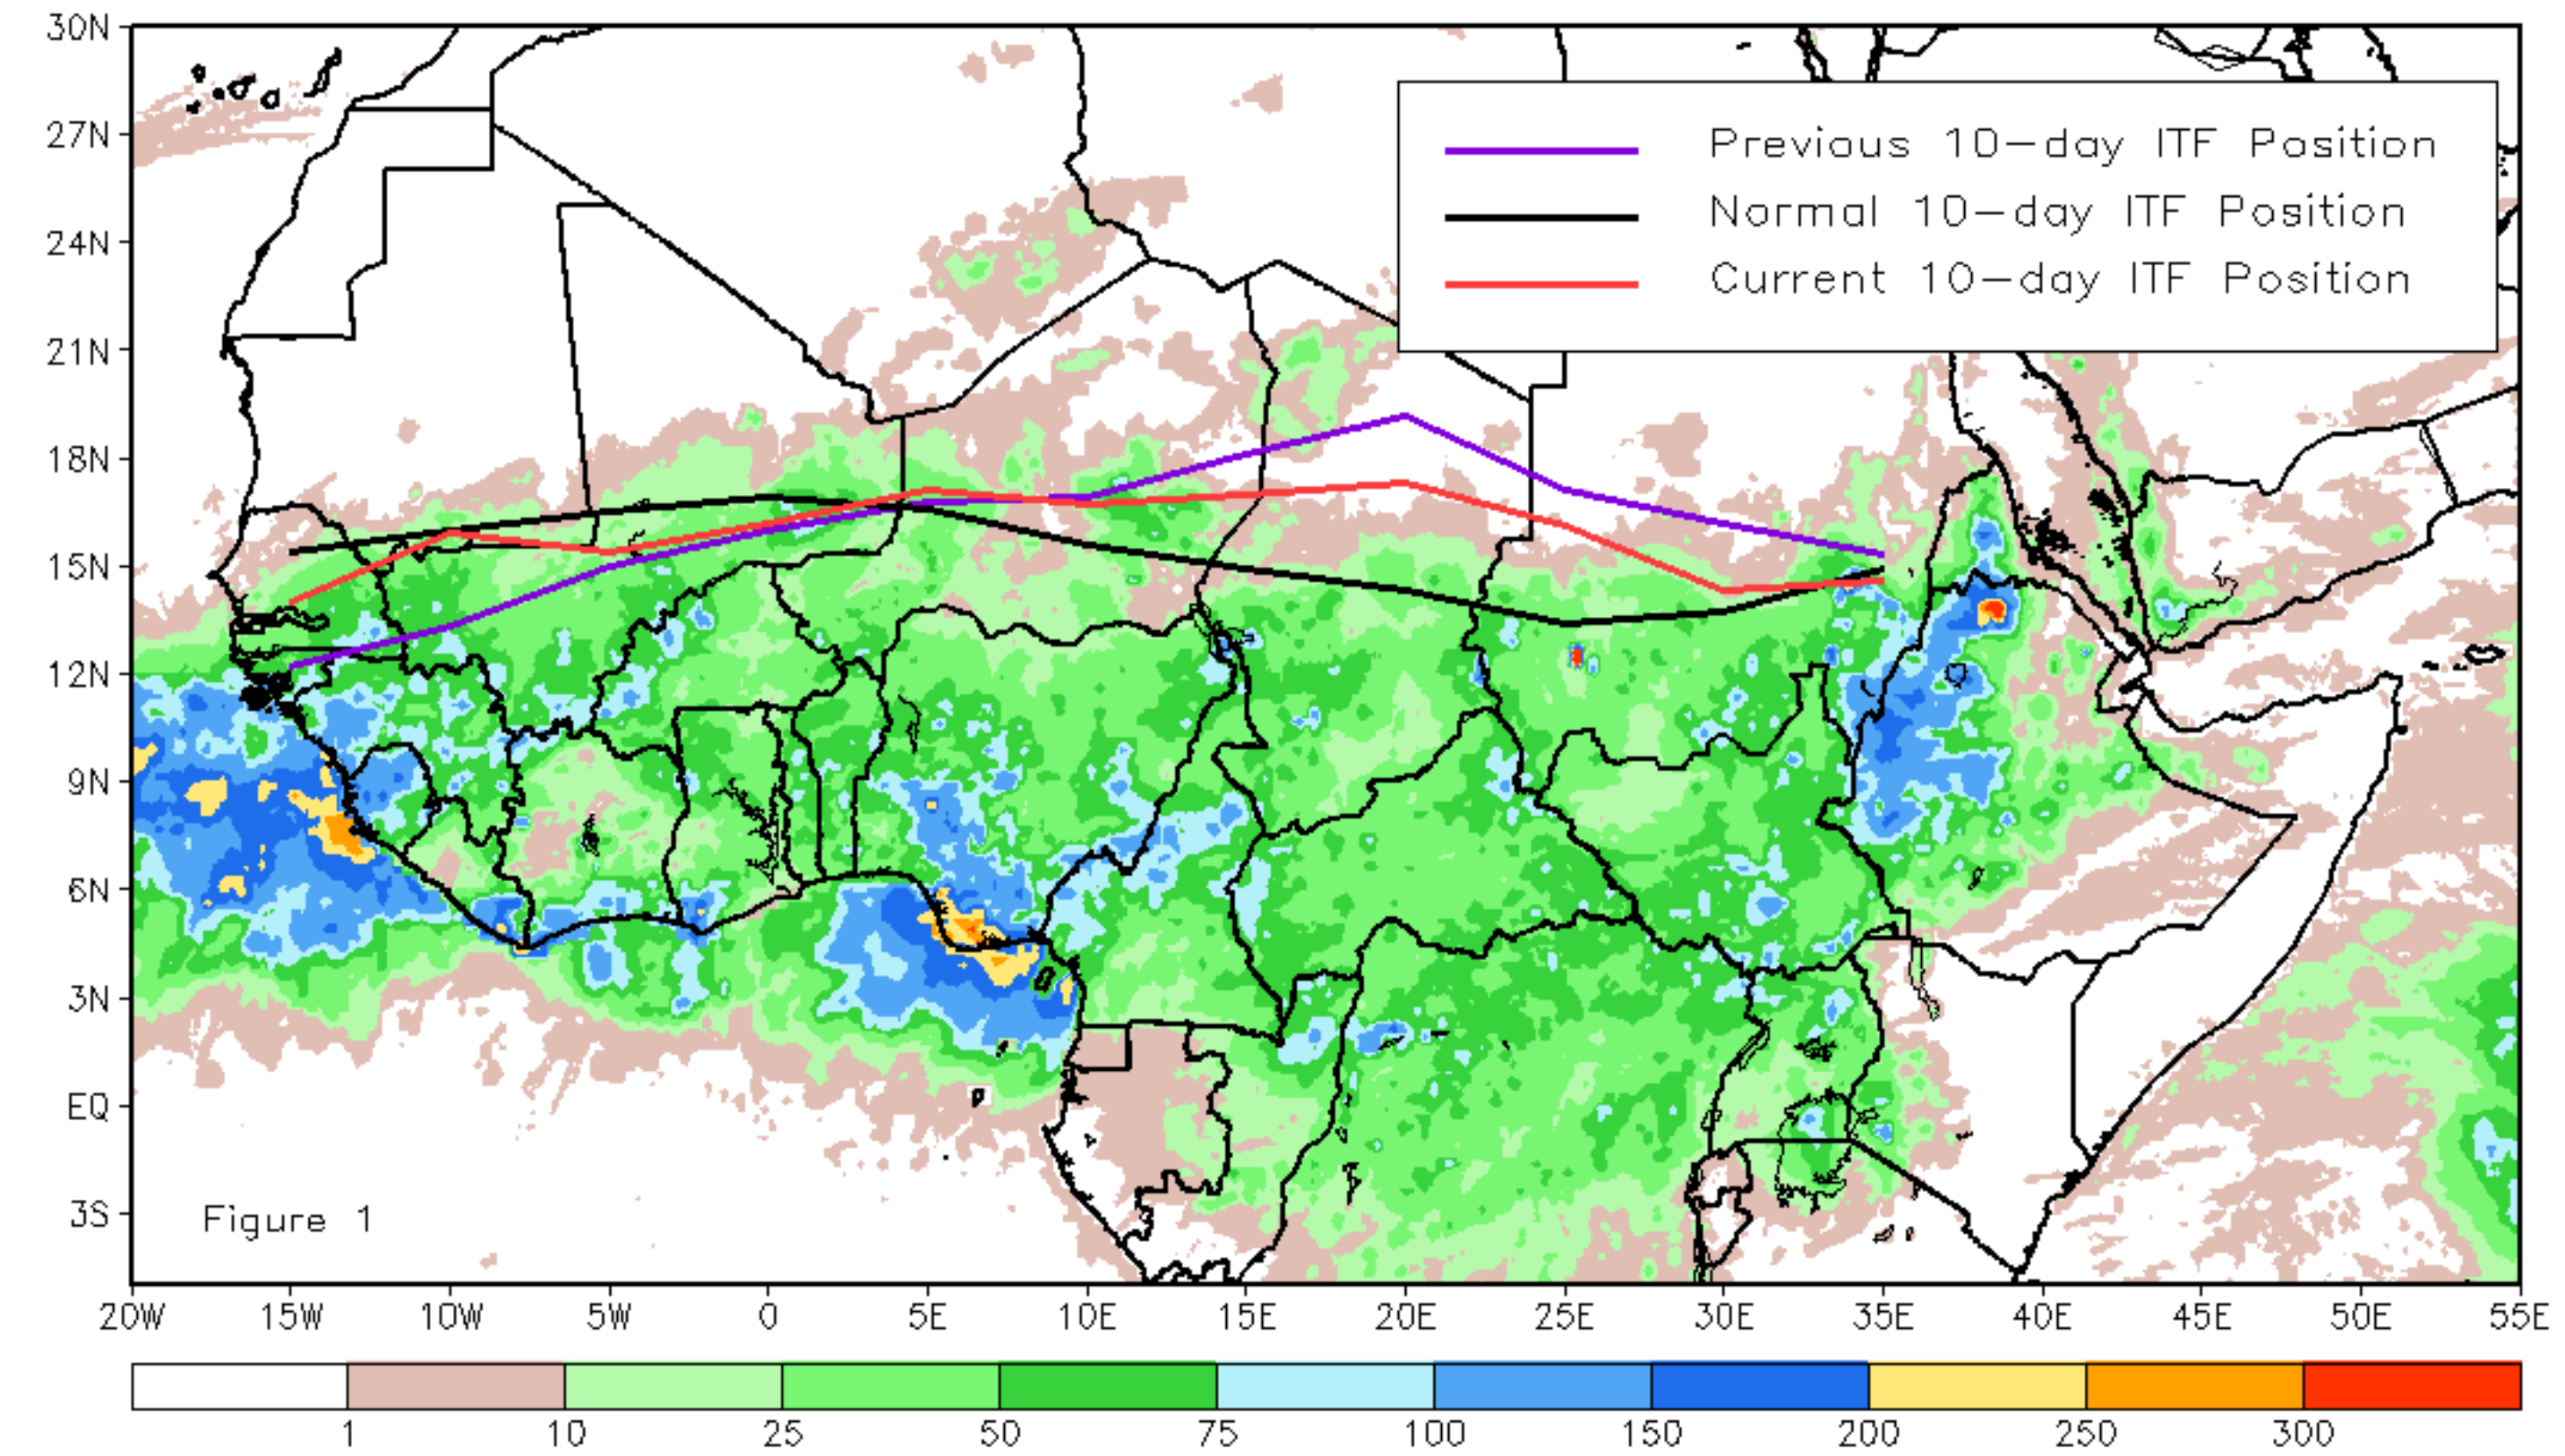 30N
27N
24N
21N
18N
15N
12N
9N
6N
3N
EQ
3S
Previous 10-day ITF Position
Normal 10-day ITF Position
Current 10-day ITF Position
Figure 1
20W 15W 10W 5W 0 5E 10E 15E 20E 25E 30E 35E 40E 45E 50E 55E
1 10 25 50 75 100 150 200 250 300